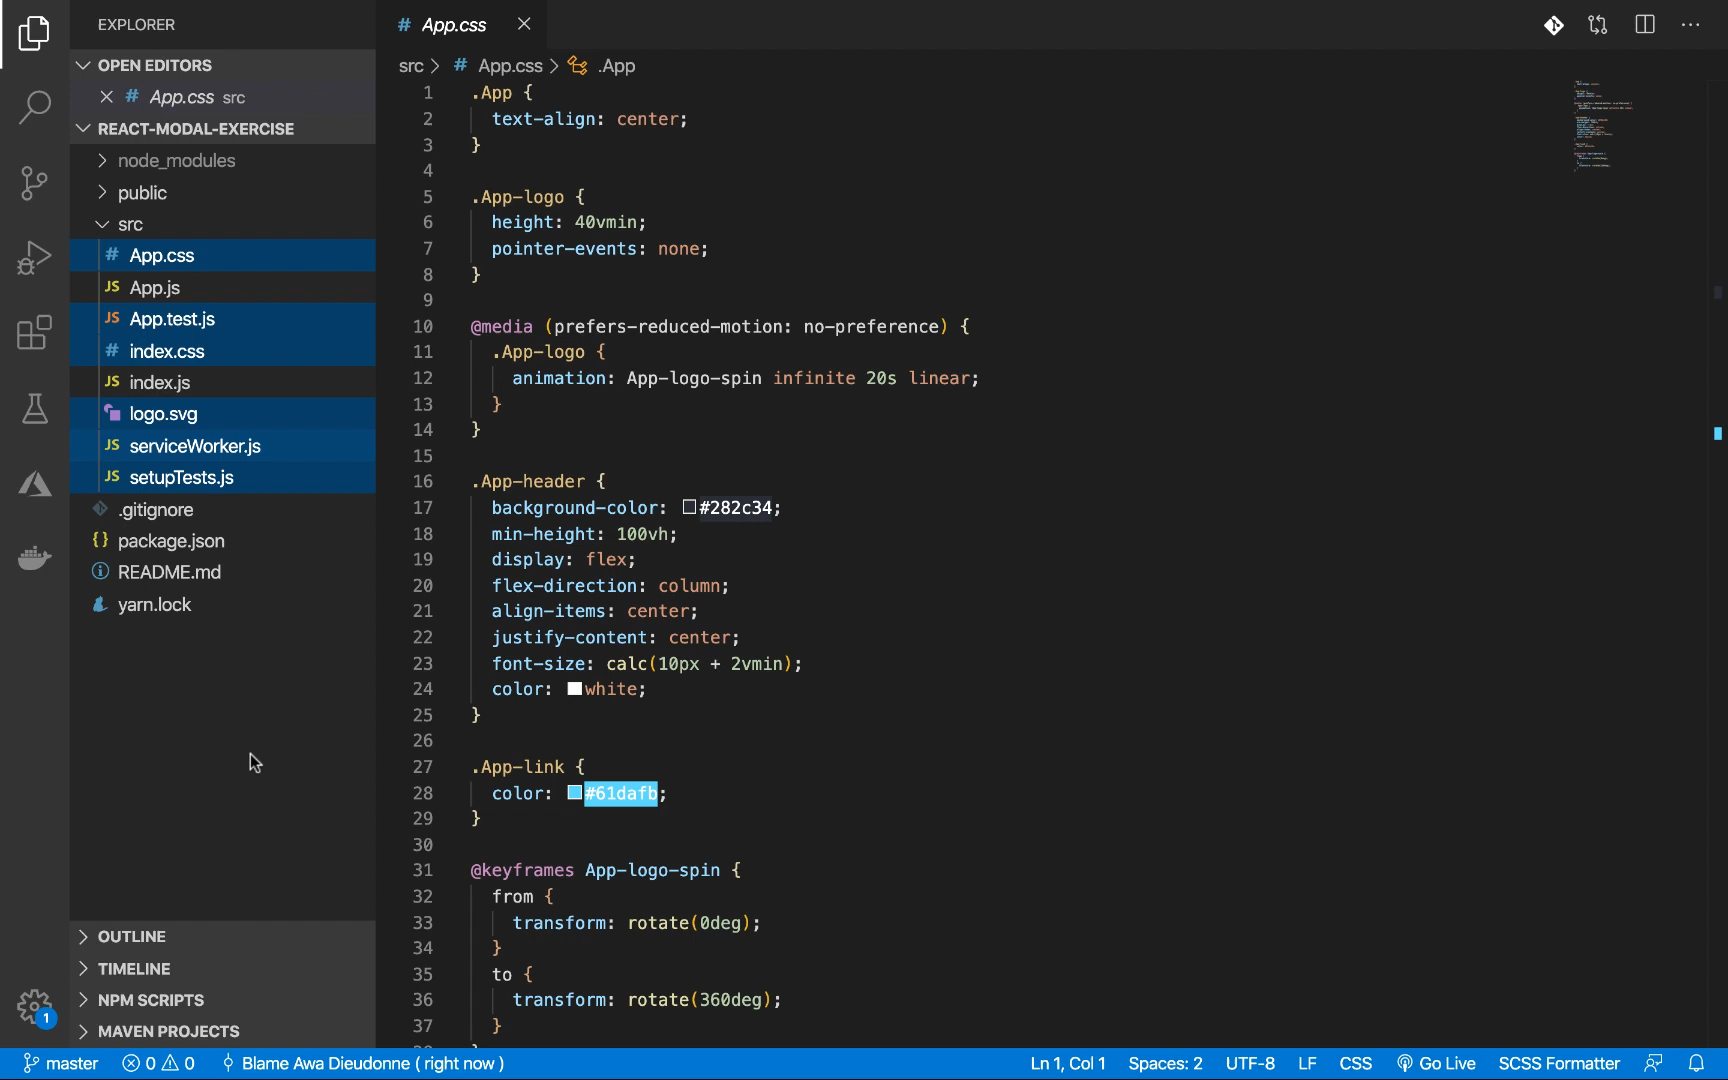 EXPLORER
OPEN EDITORS
# App.css src
REACT-MODAL-EXERCISE
node_modules
public
src
# App.css
JS App.js
JS App.test.js
# index.css
JS index.js
logo.svg
JS serviceWorker.js
JS setupTests.js
.gitignore
{} package.json
README.md
yarn.lock
OUTLINE
TIMELINE
NPM SCRIPTS
MAVEN PROJECTS
1
# App.css
src > # App.css > .App
1 .App {
2 text-align: center;
3 }
4
5 .App-logo {
6 height: 40vmin;
7 pointer-events: none;
8 }
9
10 @media (prefers-reduced-motion: no-preference) {
11 .App-logo {
12 animation: App-logo-spin infinite 20s linear;
13 }
14 }
15
16 .App-header {
17 background-color: #282c34;
18 min-height: 100vh;
19 display: flex;
20 flex-direction: column;
21 align-items: center;
22 justify-content: center;
23 font-size: calc(10px + 2vmin);
24 color: white;
25 }
26
27 .App-link {
28 color: #61dafb;
29 }
30
31 @keyframes App-logo-spin {
32 from {
33 transform: rotate(0deg);
34 }
35 to {
36 transform: rotate(360deg);
37 }
master 0 0 Blame Awa Dieudonne ( right now ) Ln 1, Col 1 Spaces: 2 UTF-8 LF CSS Go Live SCSS Formatter